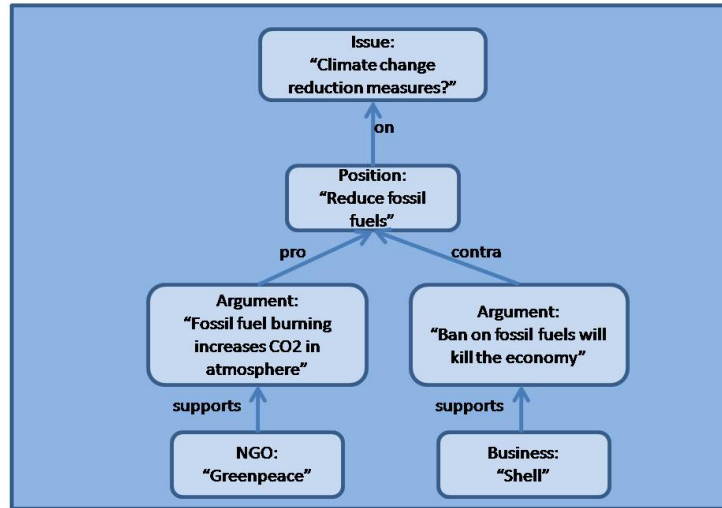 Issue:
“Climate change
reduction measures?”
on
Position:
“Reduce fossil
fuels”
pro
contra
Argument:
“Fossil fuel burning
increases CO2 in
atmosphere”
Argument:
“Ban on fossil fuels will
kill the economy”
supports
supports
NGO:
“Greenpeace”
Business:
“Shell”